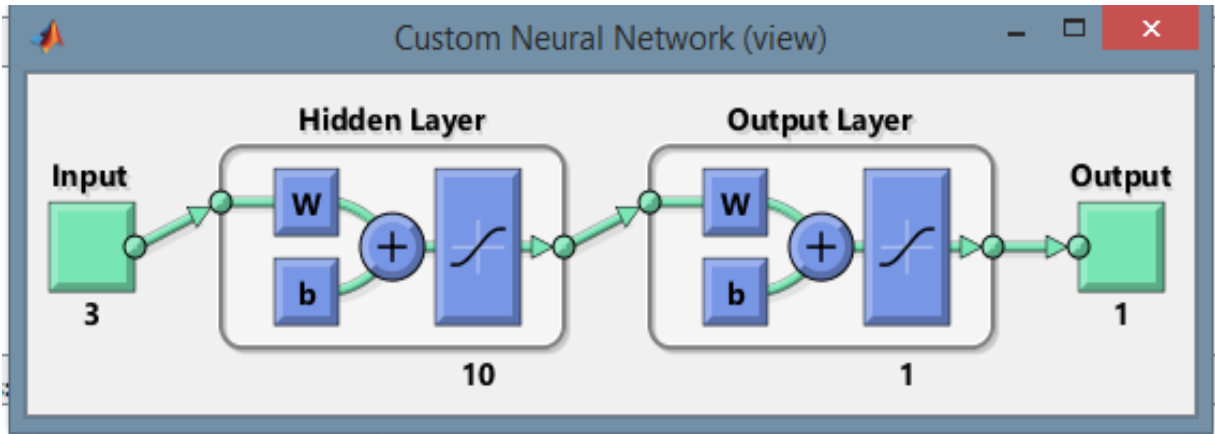 Custom Neural Network (view)
Hidden Layer
Output Layer
Input
Output
W
W
b
b
3
1
10
1